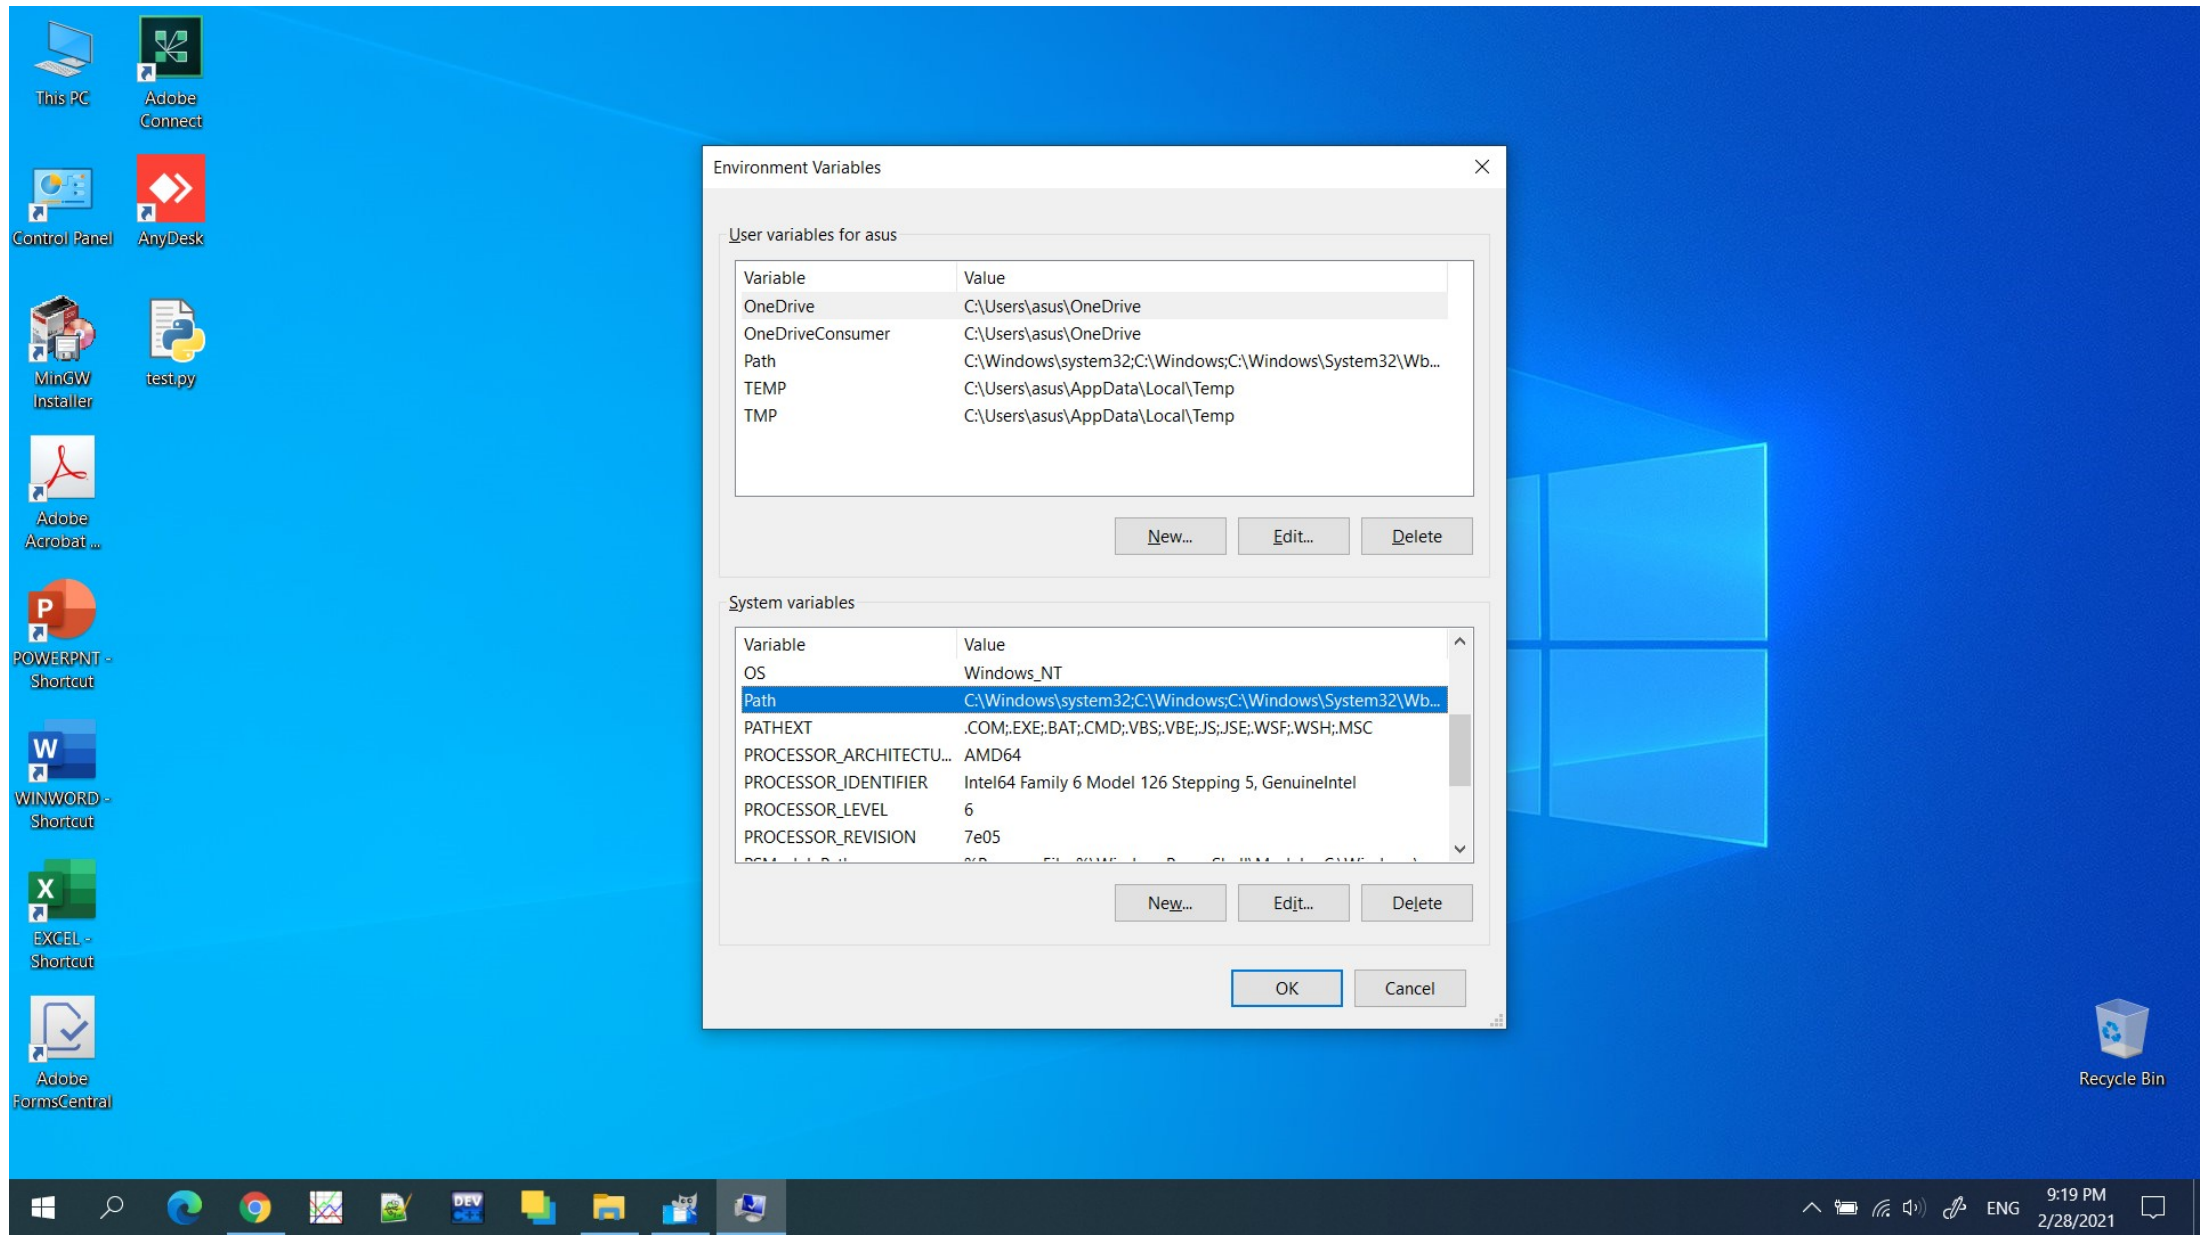 This PC
Adobe
Connect
Control Panel
AnyDesk
MinGW
Installer
test.py
Adobe
Acrobat ...
POWERPNT -
Shortcut
WINWORD -
Shortcut
EXCEL -
Shortcut
Adobe
FormsCentral
Environment Variables
User variables for asus
Variable Value
OneDrive C:\Users\asus\OneDrive
OneDriveConsumer C:\Users\asus\OneDrive
Path C:\Windows\system32;C:\Windows;C:\Windows\System32\Wb...
TEMP C:\Users\asus\AppData\Local\Temp
TMP C:\Users\asus\AppData\Local\Temp
New... Edit... Delete
System variables
Variable Value
OS Windows_NT
Path C:\Windows\system32;C:\Windows;C:\Windows\System32\Wb...
PATHEXT .COM;.EXE;.BAT;.CMD;.VBS;.VBE;.JS;.JSE;.WSF;.WSH;.MSC
PROCESSOR_ARCHITECTU... AMD64
PROCESSOR_IDENTIFIER Intel64 Family 6 Model 126 Stepping 5, GenuineIntel
PROCESSOR_LEVEL 6
PROCESSOR_REVISION 7e05
New... Edit... Delete
OK Cancel
Recycle Bin
DEV
C++
ENG
9:19 PM
2/28/2021